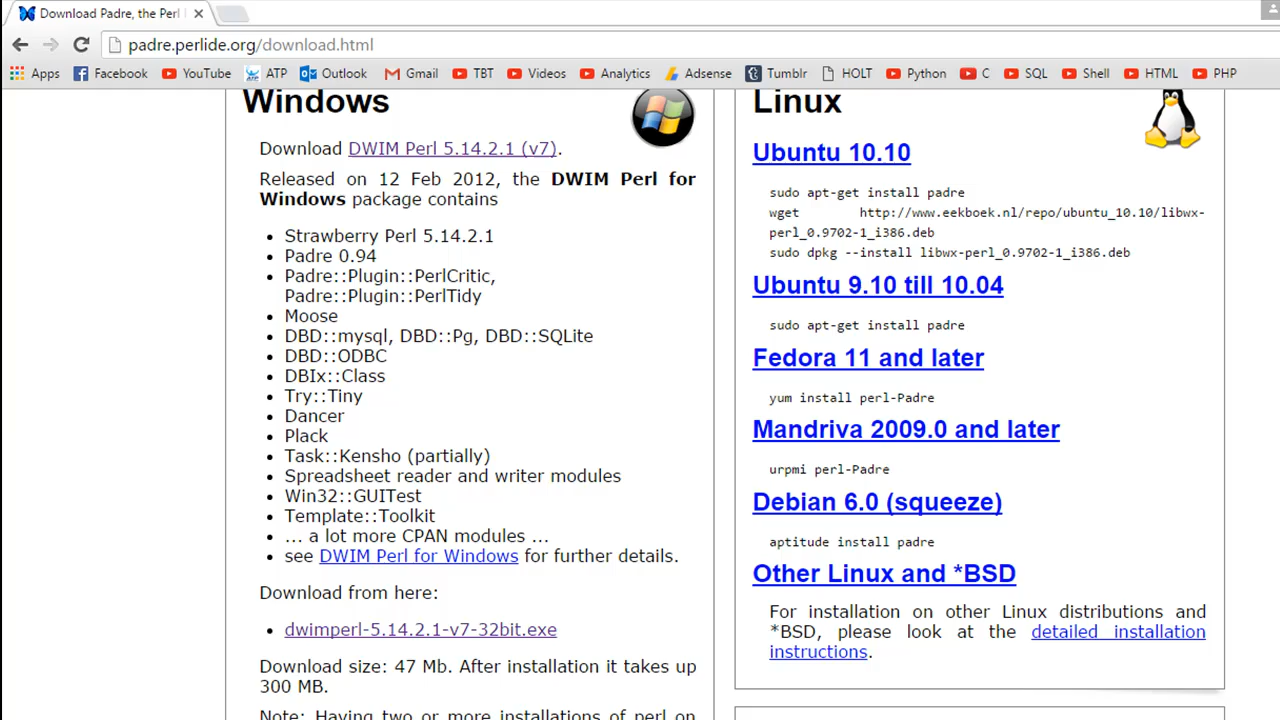 Download Padre, the Perl
padre.perlide.org/download.html
Apps Facebook YouTube ATP Outlook Gmail TBT Videos Analytics Adsense Tumblr HOLT Python C SQL Shell HTML PHP
Windows
Download DWIM Perl 5.14.2.1 (v7).
Released on 12 Feb 2012, the DWIM Perl for
Windows package contains
• Strawberry Perl 5.14.2.1
• Padre 0.94
• Padre::Plugin::PerlCritic,
Padre::Plugin::PerlTidy
• Moose
• DBD::mysql, DBD::Pg, DBD::SQLite
• DBD::ODBC
• DBIx::Class
• Try::Tiny
• Dancer
• Plack
• Task::Kensho (partially)
• Spreadsheet reader and writer modules
• Win32::GUITest
• Template::Toolkit
• ... a lot more CPAN modules ...
• see DWIM Perl for Windows for further details.
Download from here:
• dwimperl-5.14.2.1-v7-32bit.exe
Download size: 47 Mb. After installation it takes up
300 MB.
Note: Having two or more installations of perl on
Linux
Ubuntu 10.10
sudo apt-get install padre
wget http://www.eekboek.nl/repo/ubuntu_10.10/libwx-
perl_0.9702-1_i386.deb
sudo dpkg --install libwx-perl_0.9702-1_i386.deb
Ubuntu 9.10 till 10.04
sudo apt-get install padre
Fedora 11 and later
yum install perl-Padre
Mandriva 2009.0 and later
urpmi perl-Padre
Debian 6.0 (squeeze)
aptitude install padre
Other Linux and *BSD
For installation on other Linux distributions and
*BSD, please look at the detailed installation
instructions.